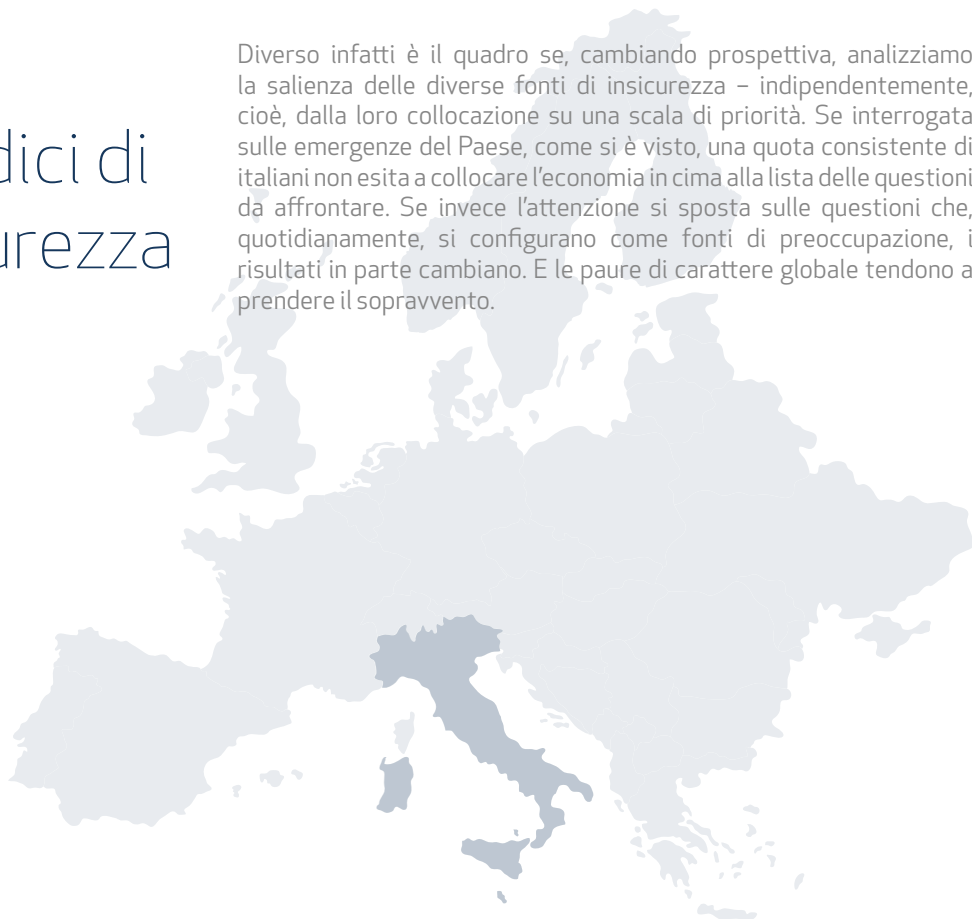 dici di
urezza
Diverso infatti è il quadro se, cambiando prospettiva, analizziamo
la salienza delle diverse fonti di insicurezza – indipendentemente,
cioè, dalla loro collocazione su una scala di priorità. Se interrogata
sulle emergenze del Paese, come si è visto, una quota consistente di
italiani non esita a collocare l’economia in cima alla lista delle questioni
da affrontare. Se invece l’attenzione si sposta sulle questioni che,
quotidianamente, si configurano come fonti di preoccupazione, i
risultati in parte cambiano. E le paure di carattere globale tendono a
prendere il sopravvento.